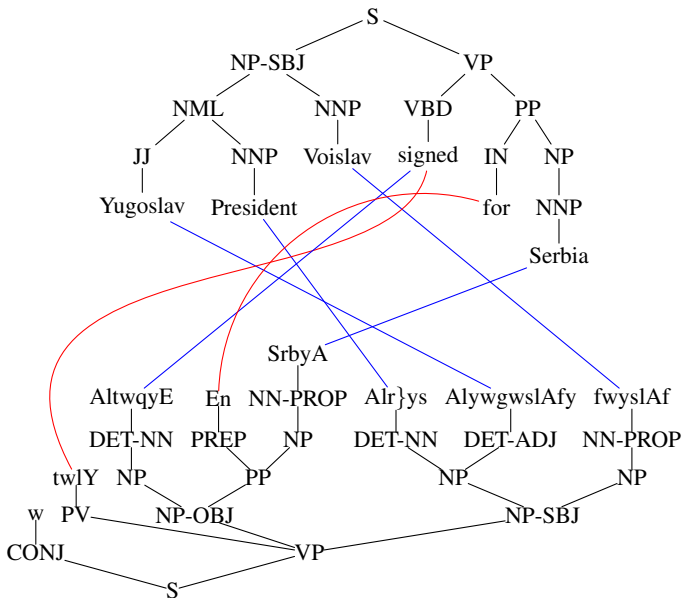 S
NP-SBJ VP
NML NNP VBD PP
JJ NNP Voislav signed IN NP
Yugoslav President for NNP
Serbia
SrbyA
AltwqyE En NN-PROP Alr}ys AlywgwslAfy fwyslAf
DET-NN PREP NP DET-NN DET-ADJ NN-PROP
twlY NP PP NP NP
w PV NP-OBJ NP-SBJ
CONJ VP
S